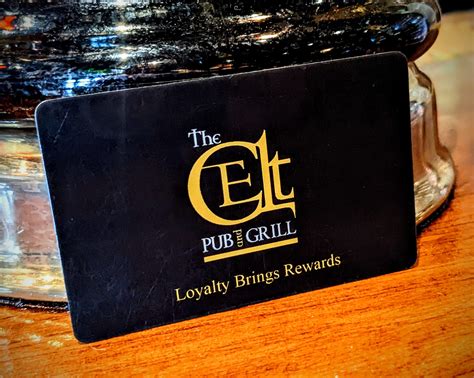 The
CElt
PUB and GRILL
Loyalty Brings Rewards